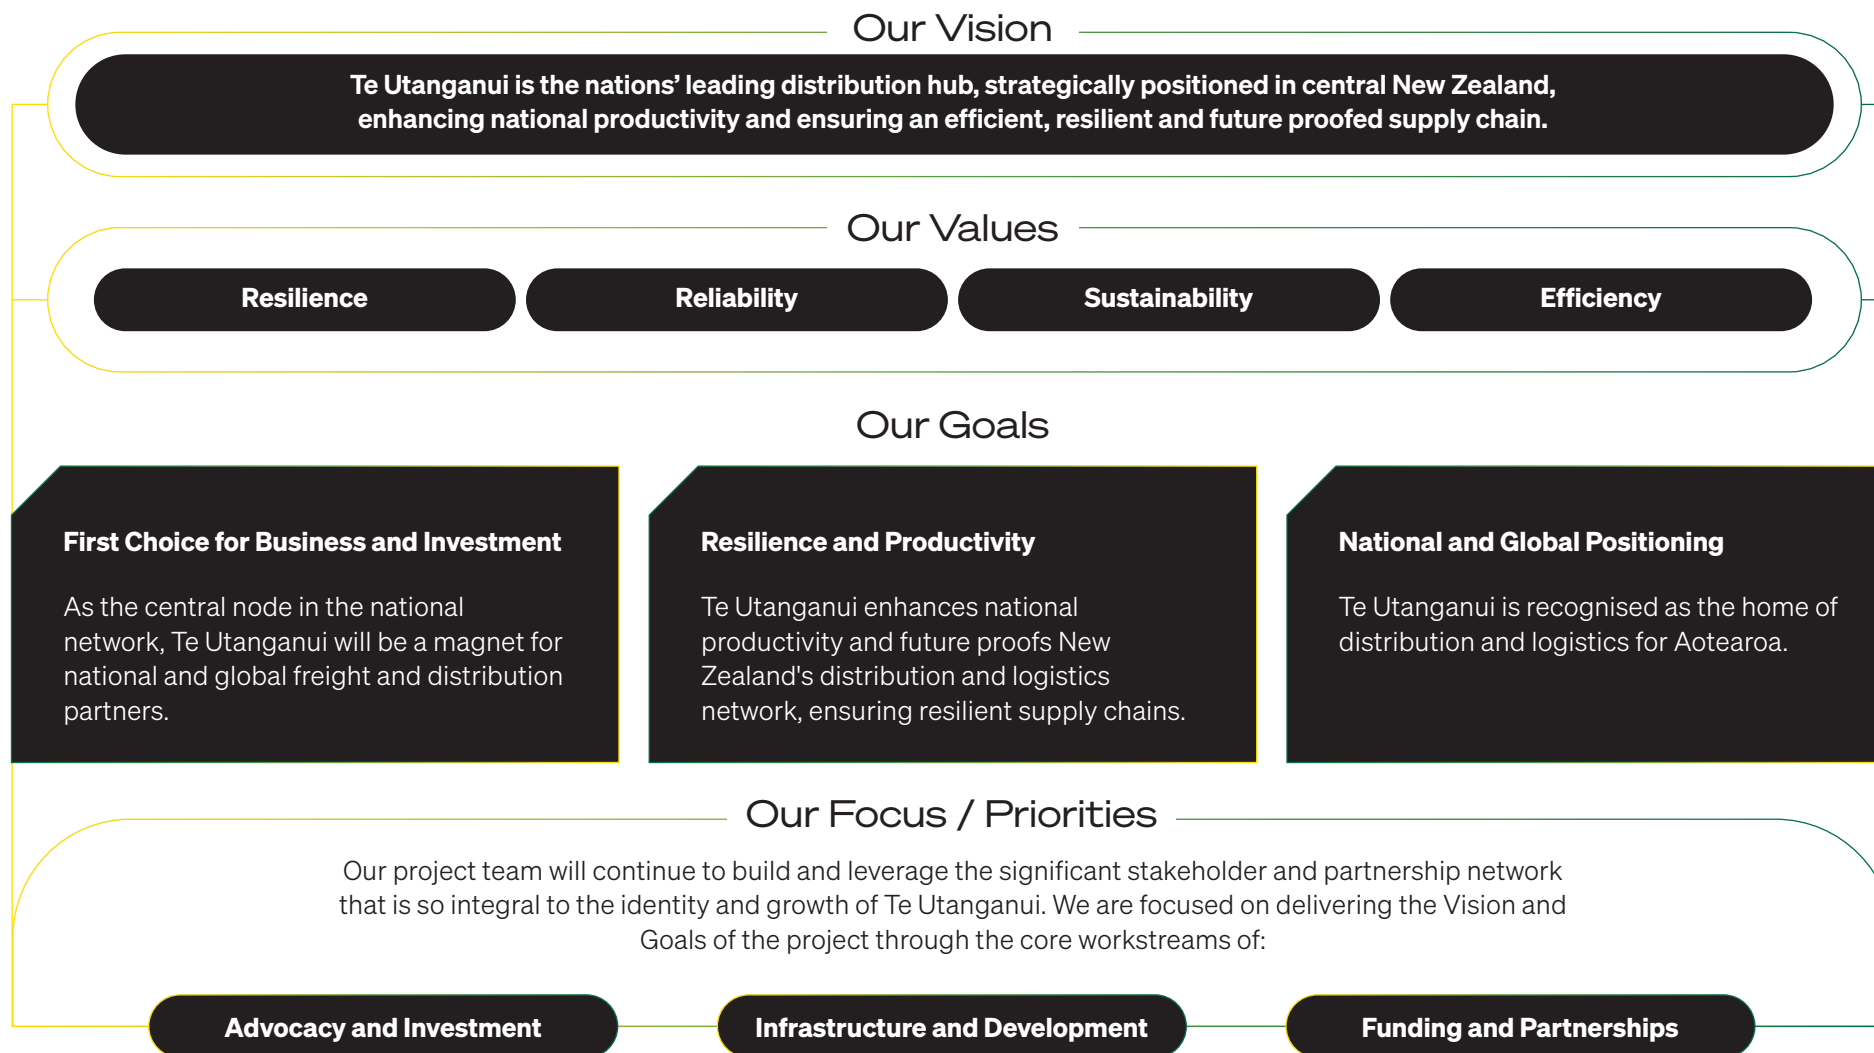 Our Vision
Te Utanganui is the nations’ leading distribution hub, strategically positioned in central New Zealand,
enhancing national productivity and ensuring an efficient, resilient and future proofed supply chain.
Our Values
Resilience
Reliability
Sustainability
Efficiency
Our Goals
First Choice for Business and Investment
As the central node in the national
network, Te Utanganui will be a magnet for
national and global freight and distribution
partners.
Resilience and Productivity
Te Utanganui enhances national
productivity and future proofs New
Zealand's distribution and logistics
network, ensuring resilient supply chains.
National and Global Positioning
Te Utanganui is recognised as the home of
distribution and logistics for Aotearoa.
Our Focus / Priorities
Our project team will continue to build and leverage the significant stakeholder and partnership network
that is so integral to the identity and growth of Te Utanganui. We are focused on delivering the Vision and
Goals of the project through the core workstreams of:
Advocacy and Investment
Infrastructure and Development
Funding and Partnerships